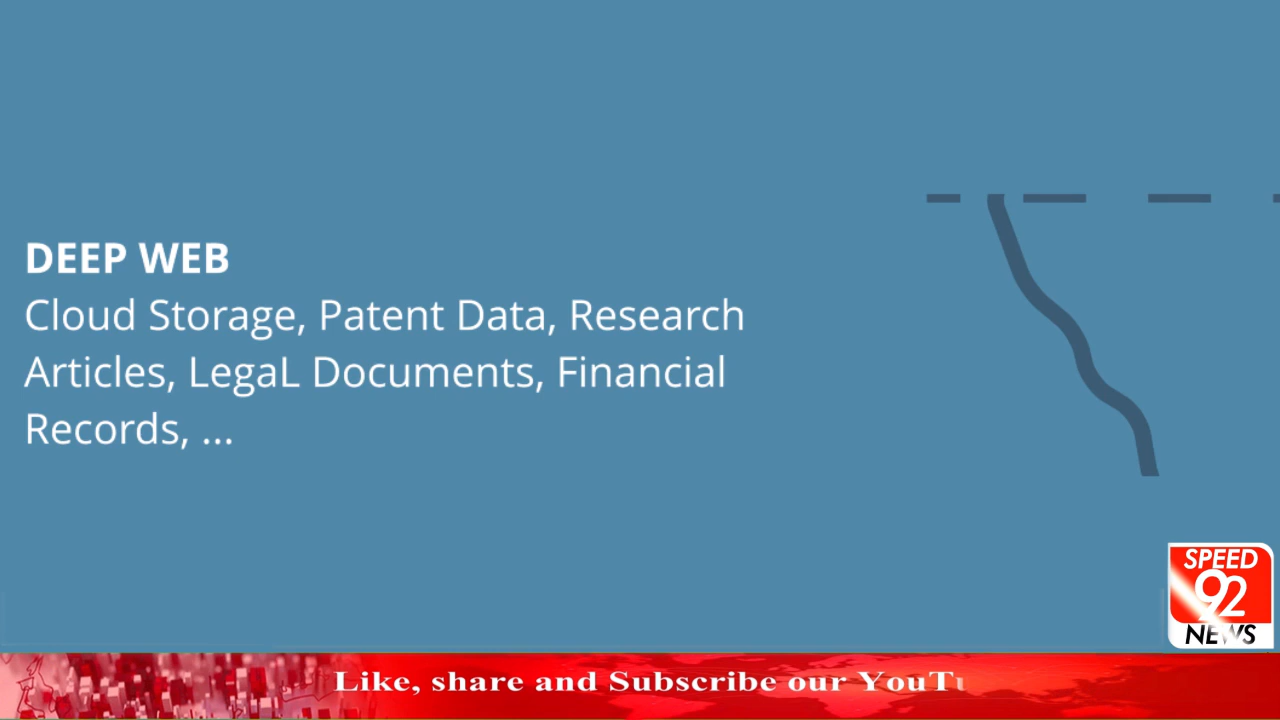 DEEP WEB
Cloud Storage, Patent Data, Research
Articles, LegaL Documents, Financial
Records, ...
SPEED
92
NEWS
Like, share and Subscribe our YouT